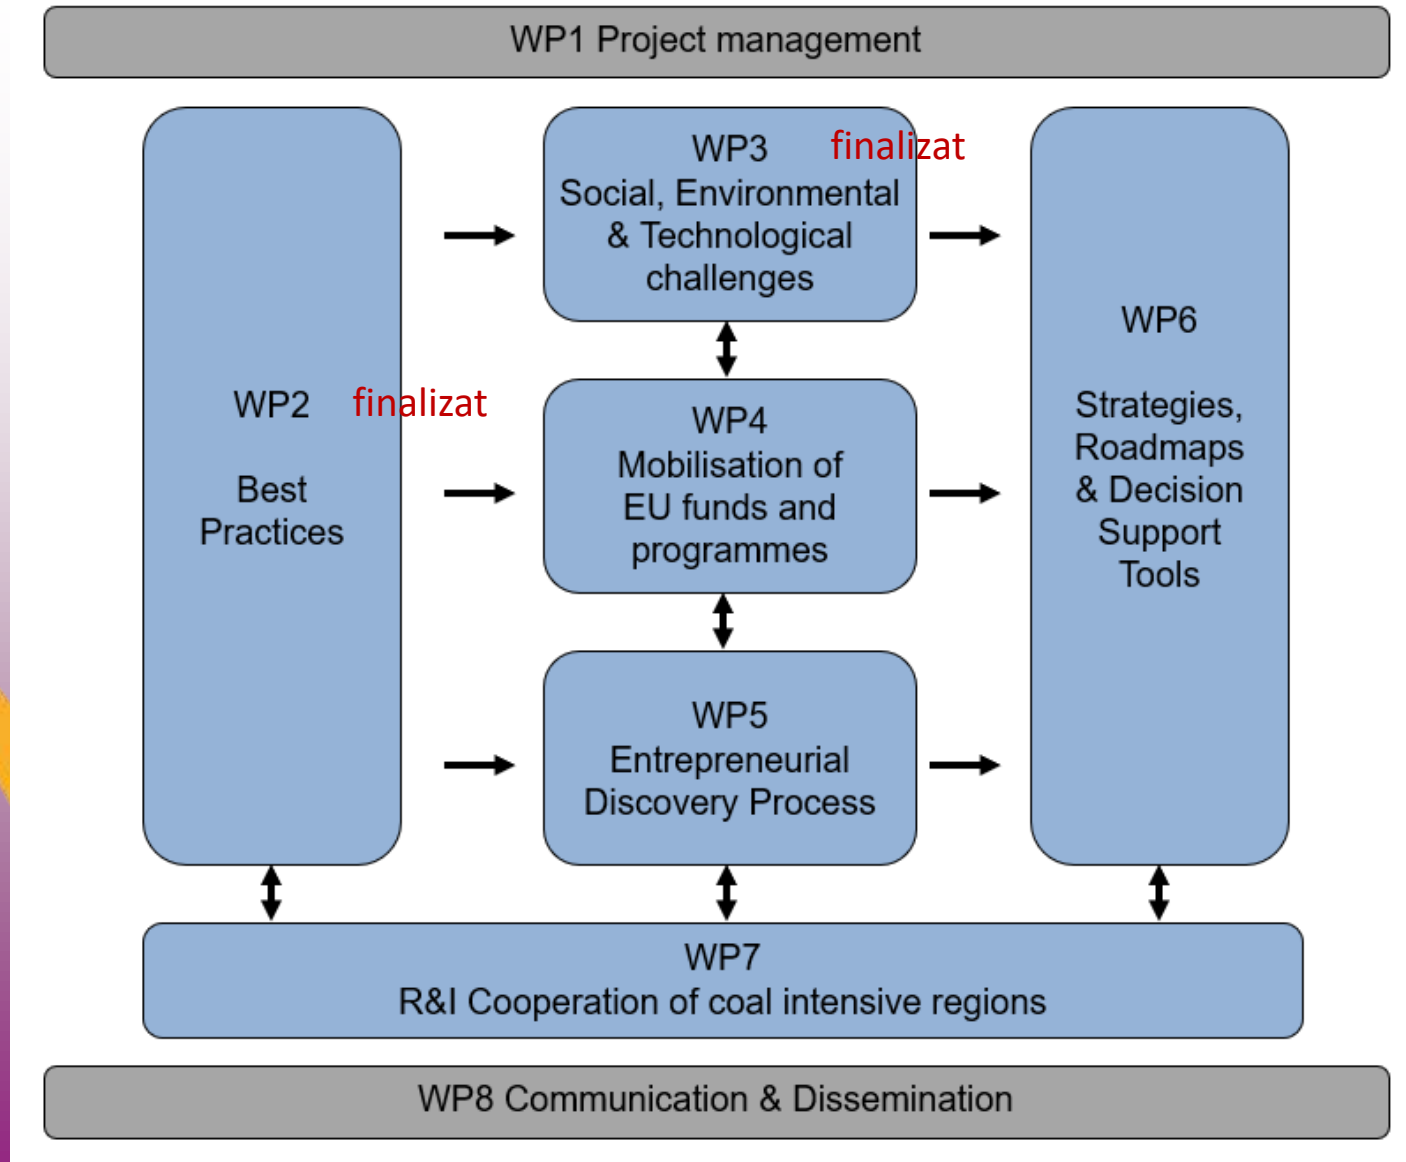 WP1 Project management
WP2 finalizat
Best
Practices
WP3 finalizat
Social, Environmental
& Technological
challenges
WP4
Mobilisation of
EU funds and
programmes
WP5
Entrepreneurial
Discovery Process
WP6
Strategies,
Roadmaps
& Decision
Support
Tools
WP7
R&I Cooperation of coal intensive regions
WP8 Communication & Dissemination